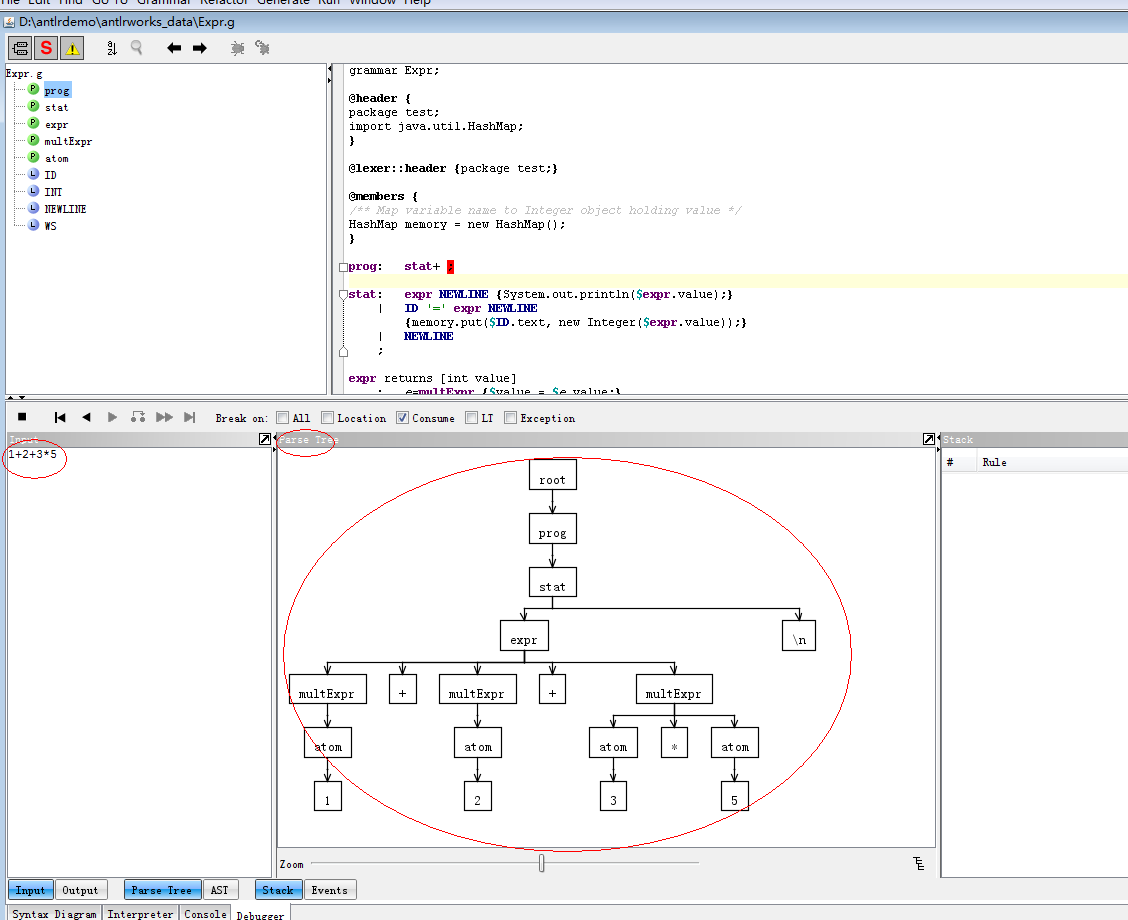 File Edit Find Go To Grammar Refactor Generate Run Window Help
D:\antlrdemo\antlrworks_data\Expr.g
S
Expr.g
P prog
P stat
P expr
P multExpr
P atom
L ID
L INT
L NEWLINE
L WS
grammar Expr;
@header {
package test;
import java.util.HashMap;
}
@lexer::header {package test;}
@members {
/** Map variable name to Integer object holding value */
HashMap memory = new HashMap();
}
prog: stat+ ;
stat: expr NEWLINE {System.out.println($expr.value);}
| ID '=' expr NEWLINE
{memory.put($ID.text, new Integer($expr.value));}
| NEWLINE
;
expr returns [int value]
: e=multExpr {$value = $e.value;}
Break on: All Location Consume LT Exception
Input
1+2+3*5
Parse Tree
root
prog
stat
expr \n
multExpr + multExpr + multExpr
atom atom atom * atom
1 2 3 5
Zoom
Stack
# Rule
Input Output Parse Tree AST Stack Events
Syntax Diagram Interpreter Console Debugger